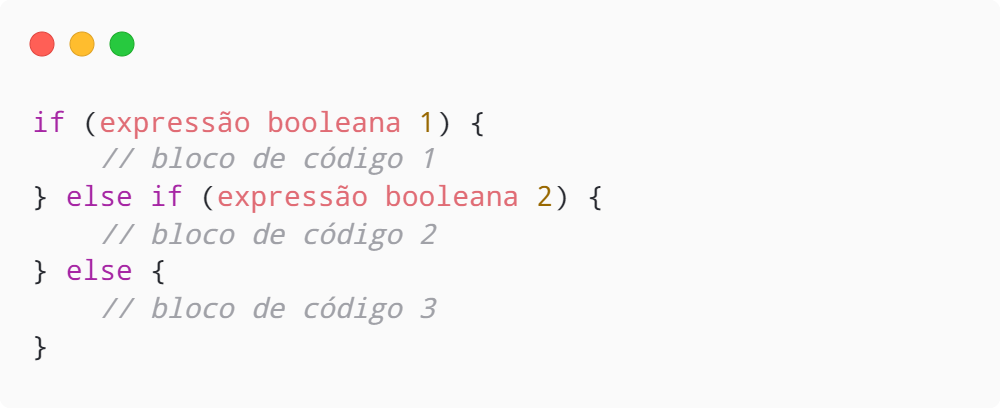 if (expressão booleana 1) {
    // bloco de código 1
} else if (expressão booleana 2) {
    // bloco de código 2
} else {
    // bloco de código 3
}